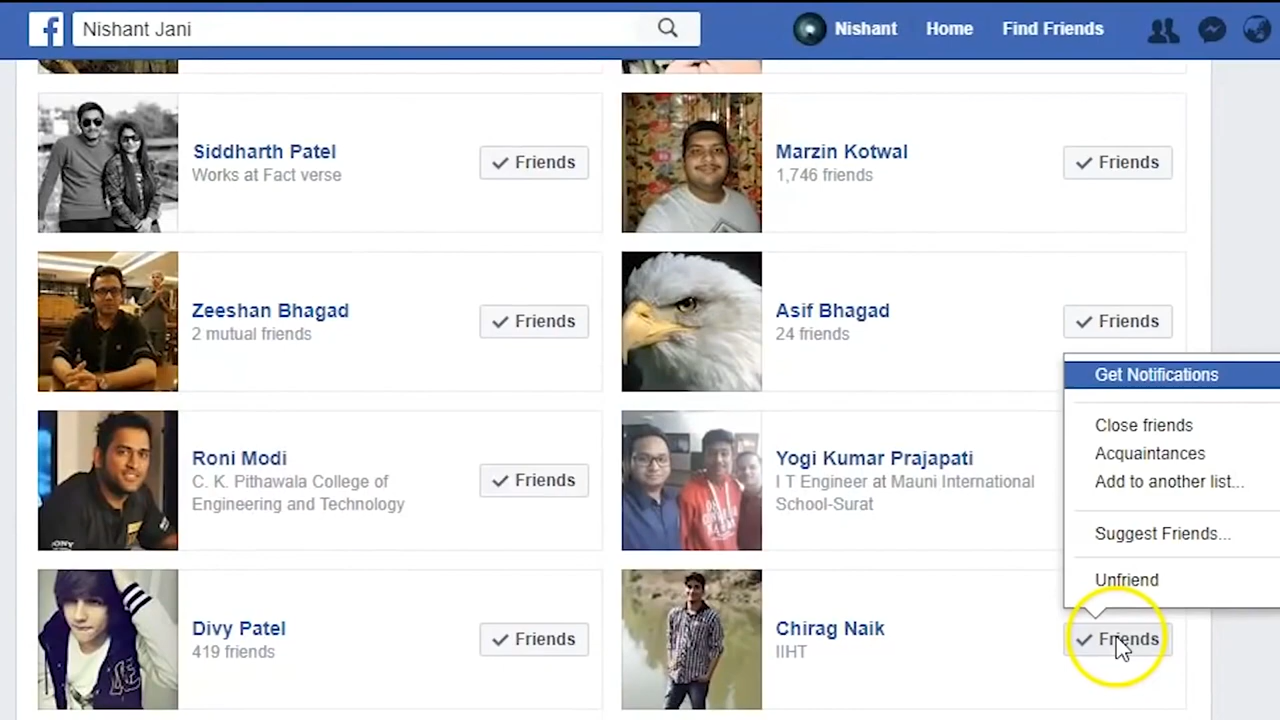 f Nishant Jani Nishant Home Find Friends
Siddharth Patel
Works at Fact verse
Friends
Marzin Kotwal
1,746 friends
Friends
Zeeshan Bhagad
2 mutual friends
Friends
Asif Bhagad
24 friends
Friends
Roni Modi
C. K. Pithawala College of
Engineering and Technology
Friends
SONY
Yogi Kumar Prajapati
I T Engineer at Mauni International
School-Surat
Get Notifications
Close friends
Acquaintances
Add to another list...
Suggest Friends...
Unfriend
Divy Patel
419 friends
Friends
Chirag Naik
IIHT
Friends